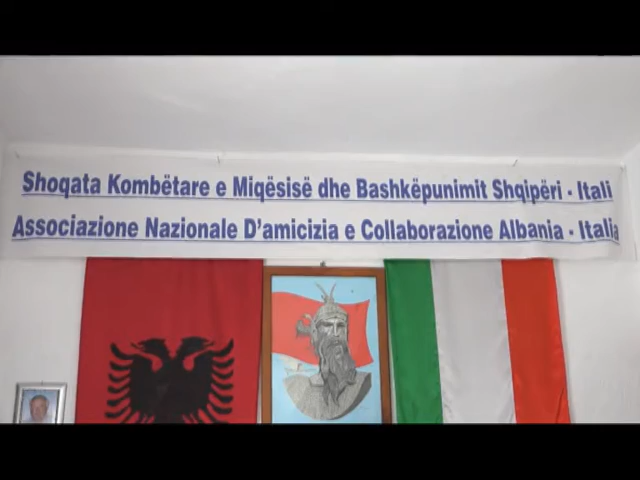 Shoqata Kombëtare e Miqësisë dhe Bashkëpunimit Shqipëri - Itali
Associazione Nazionale D'amicizia e Collaborazione Albania - Italia